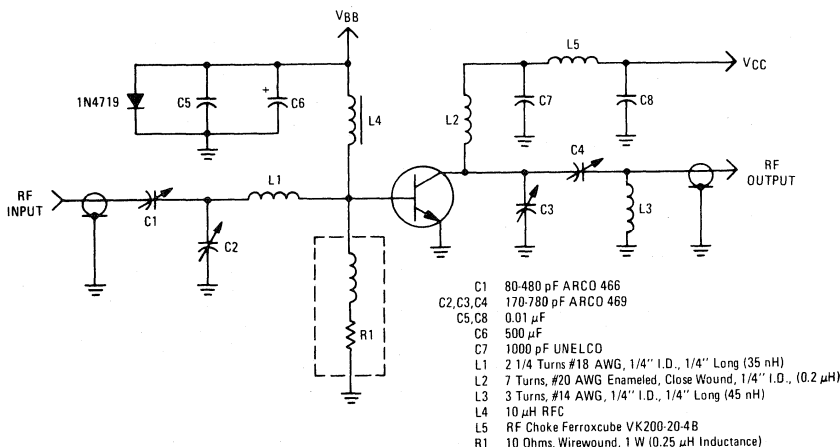 VBB
L5
VCC
1N4719
C5
+
C6
L4
L2
C7
C8
C4
RF INPUT
C1
L1
C2
C3
L3
RF OUTPUT
R1
C1 80-480 pF ARCO 466
C2,C3,C4 170-780 pF ARCO 469
C5,C8 0.01 μF
C6 500 μF
C7 1000 pF UNELCO
L1 2 1/4 Turns #18 AWG, 1/4" I.D., 1/4" Long (35 nH)
L2 7 Turns, #20 AWG Enameled, Close Wound, 1/4" I.D., (0.2 μH)
L3 3 Turns, #14 AWG, 1/4" I.D., 1/4" Long (45 nH)
L4 10 μH RFC
L5 RF Choke Ferroxcube VK200-20-4B
R1 10 Ohms, Wirewound, 1 W (0.25 μH Inductance)